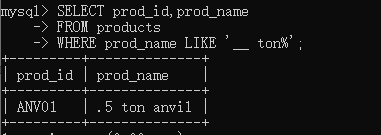 mysql> SELECT prod_id,prod_name
    -> FROM products
    -> WHERE prod_name LIKE '__ ton%';
+---------+-------------+
| prod_id | prod_name   |
+---------+-------------+
| ANV01   | .5 ton anvil |
+---------+-------------+